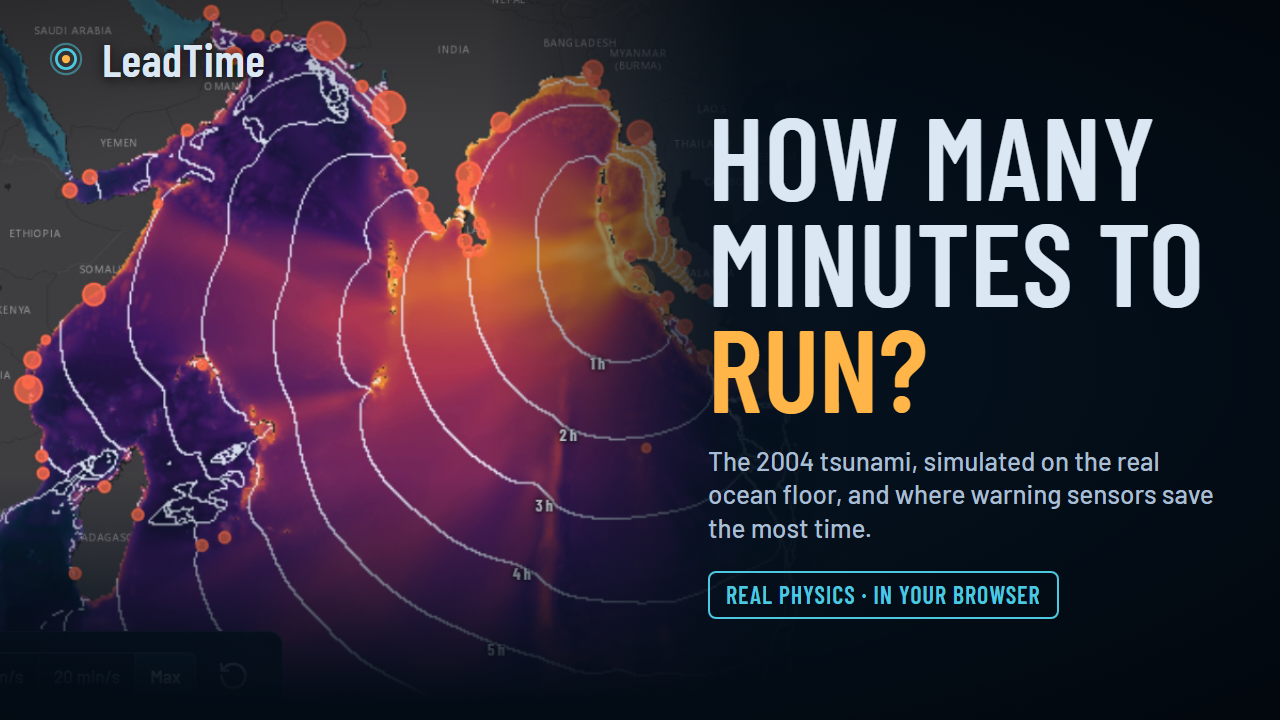 NEPAL
SAUDI ARABIA
INDIA
BANGLADESH
MYANMAR
(BURMA)
LeadTime
OMAN
YEMEN
ETHIOPIA
HOW MANY
MINUTES TO
RUN?
1h
2h
3h
4h
5h
The 2004 tsunami, simulated on the real
ocean floor, and where warning sensors save
the most time.
REAL PHYSICS · IN YOUR BROWSER
20 min/s
Max